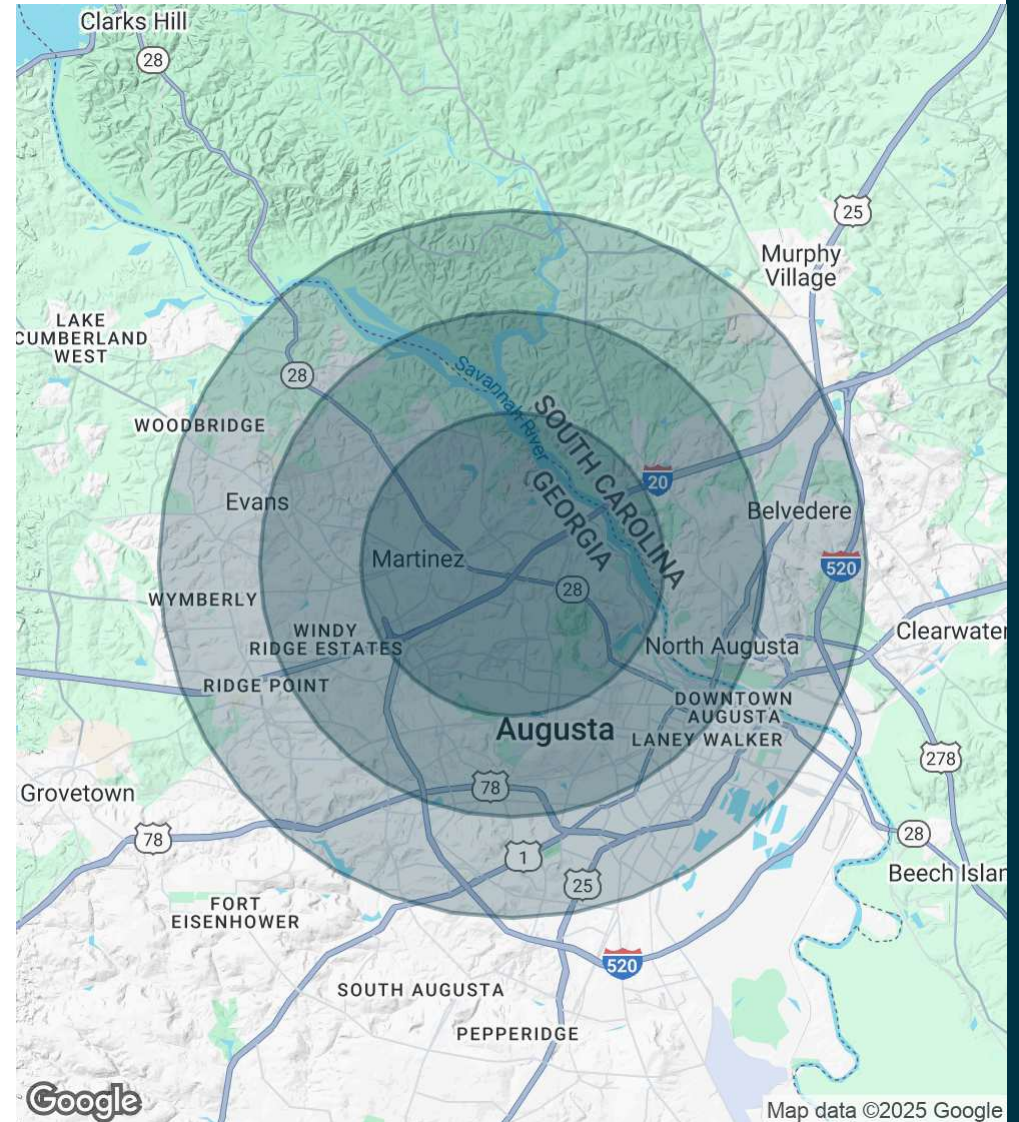 Clarks Hill
28
25
Murphy
Village
LAKE
CUMBERLAND
WEST
28
Savannah River
SOUTH CAROLINA
GEORGIA
WOODBRIDGE
20
Evans
Belvedere
Martinez
520
28
WYMBERLY
WINDY
RIDGE ESTATES
Clearwater
North Augusta
RIDGE POINT
DOWNTOWN
AUGUSTA
Augusta
LANEY WALKER
278
78
Grovetown
78
28
1
Beech Islan
25
FORT
EISENHOWER
520
SOUTH AUGUSTA
PEPPERIDGE
Google
Map data ©2025 Google